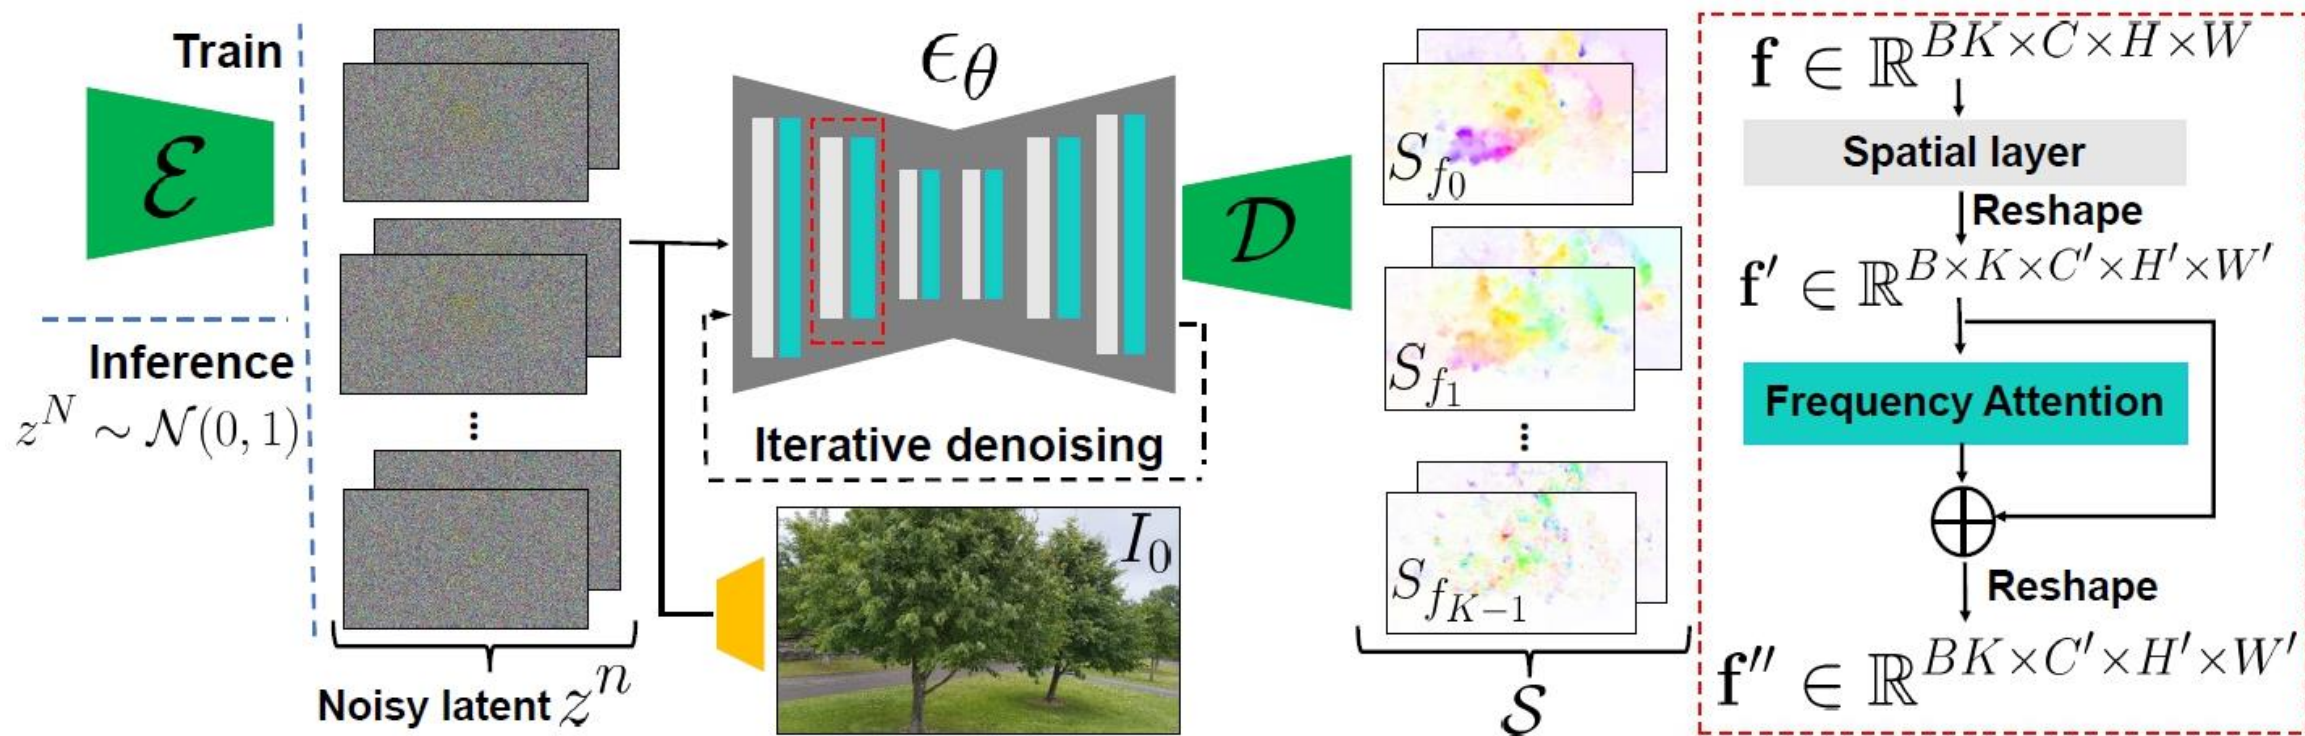 Train
ℰ
Inference
z^N ∼ 𝒩(0, 1)
⋮
Noisy latent z^n
ϵ_θ
Iterative denoising
I_0
𝒟
S_{f_0}
S_{f_1}
⋮
S_{f_{K−1}}
𝒮
f ∈ ℝ^{BK×C×H×W}
Spatial layer
Reshape
f′ ∈ ℝ^{B×K×C′×H′×W′}
Frequency Attention
Reshape
f″ ∈ ℝ^{BK×C′×H′×W′}